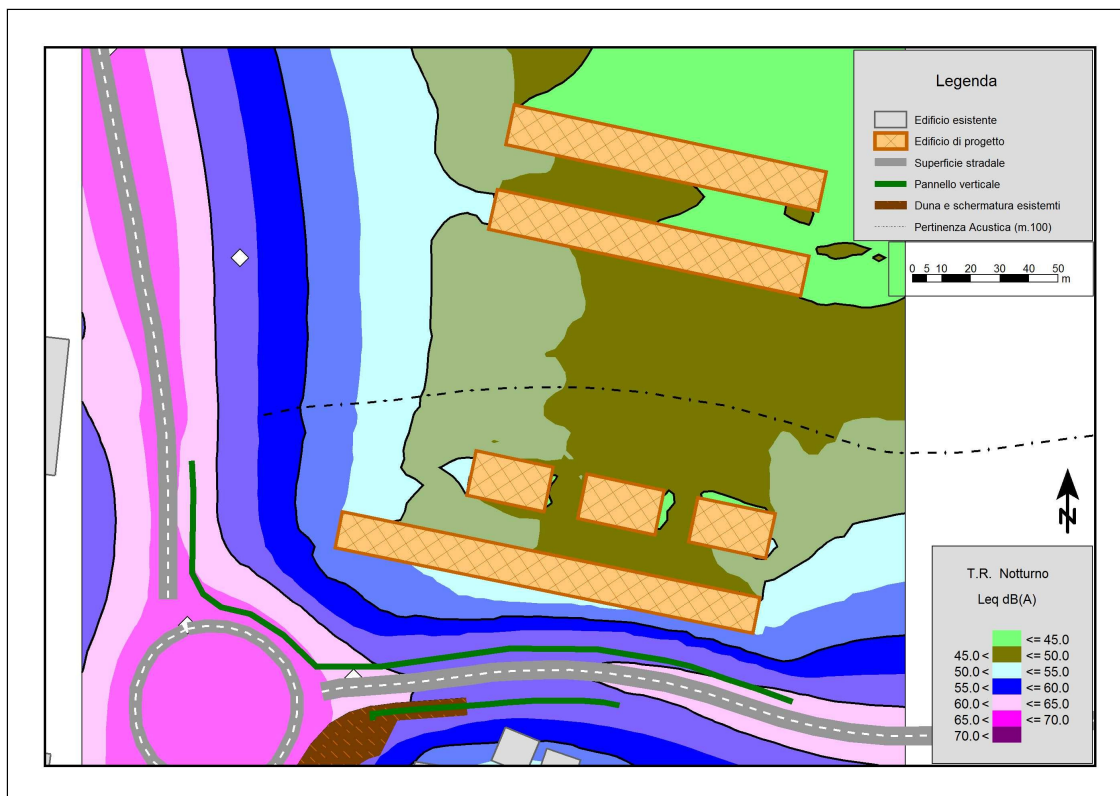 Legenda
Edificio esistente
Edificio di progetto
Superficie stradale
Pannello verticale
Duna e schermatura esistemti
Pertinenza Acustica (m.100)
0 5 10 20 30 40 50
m
N
T.R. Notturno
Leq dB(A)
<= 45.0
45.0 < <= 50.0
50.0 < <= 55.0
55.0 < <= 60.0
60.0 < <= 65.0
65.0 < <= 70.0
70.0 <